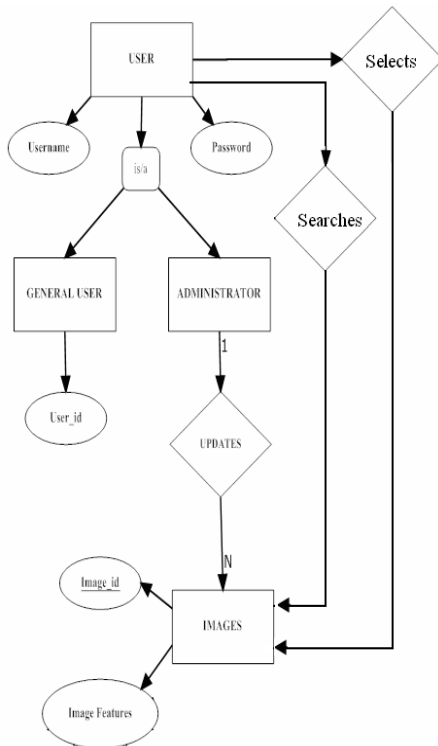 USER
Selects
Username
Password
is/a
Searches
GENERAL USER
ADMINISTRATOR
1
User_id
UPDATES
N
Image_id
IMAGES
Image Features